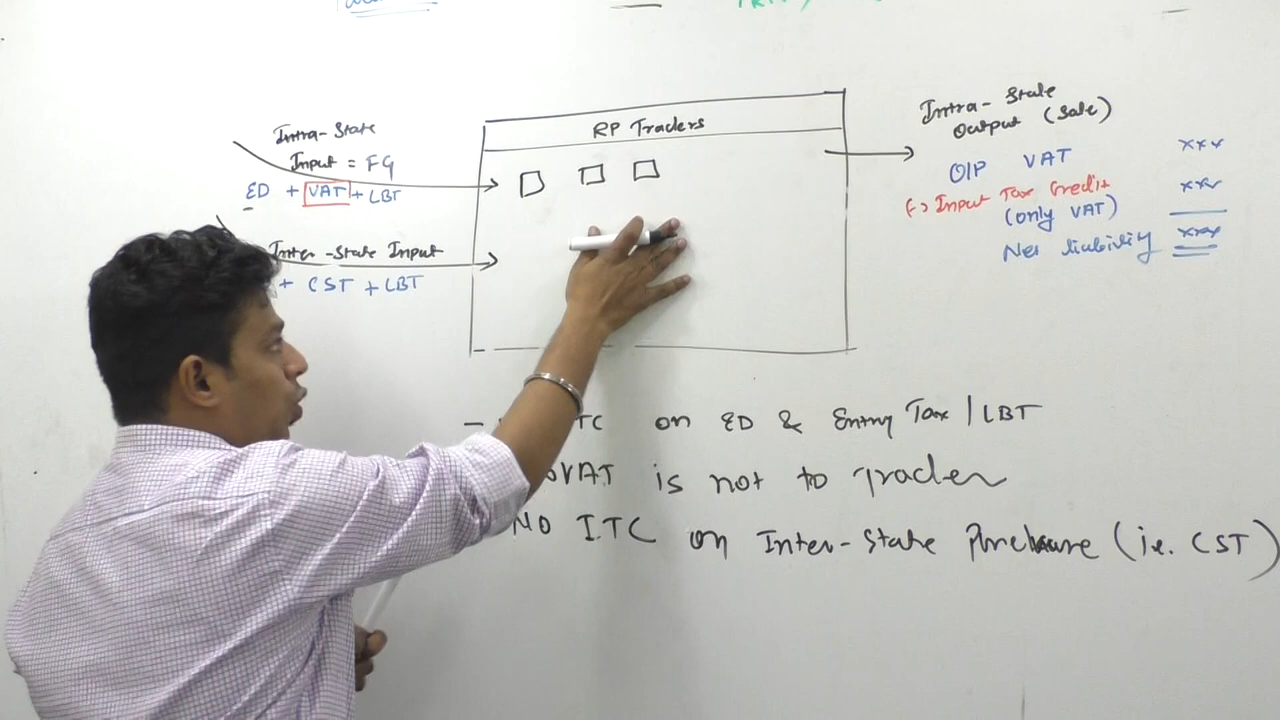 Intra-State
Input = FG
ED + VAT + LBT
Inter-State Input
+ CST + LBT
RP Traders
Intra-State
Output (Sale)
O/P VAT xxx
(-) Input Tax Credit xxx
(only VAT)
Net liability xxx
- TC on ED & Entry Tax / LBT
VAT is not to Trader
NO ITC on Inter-State Purchase (i.e. CST)